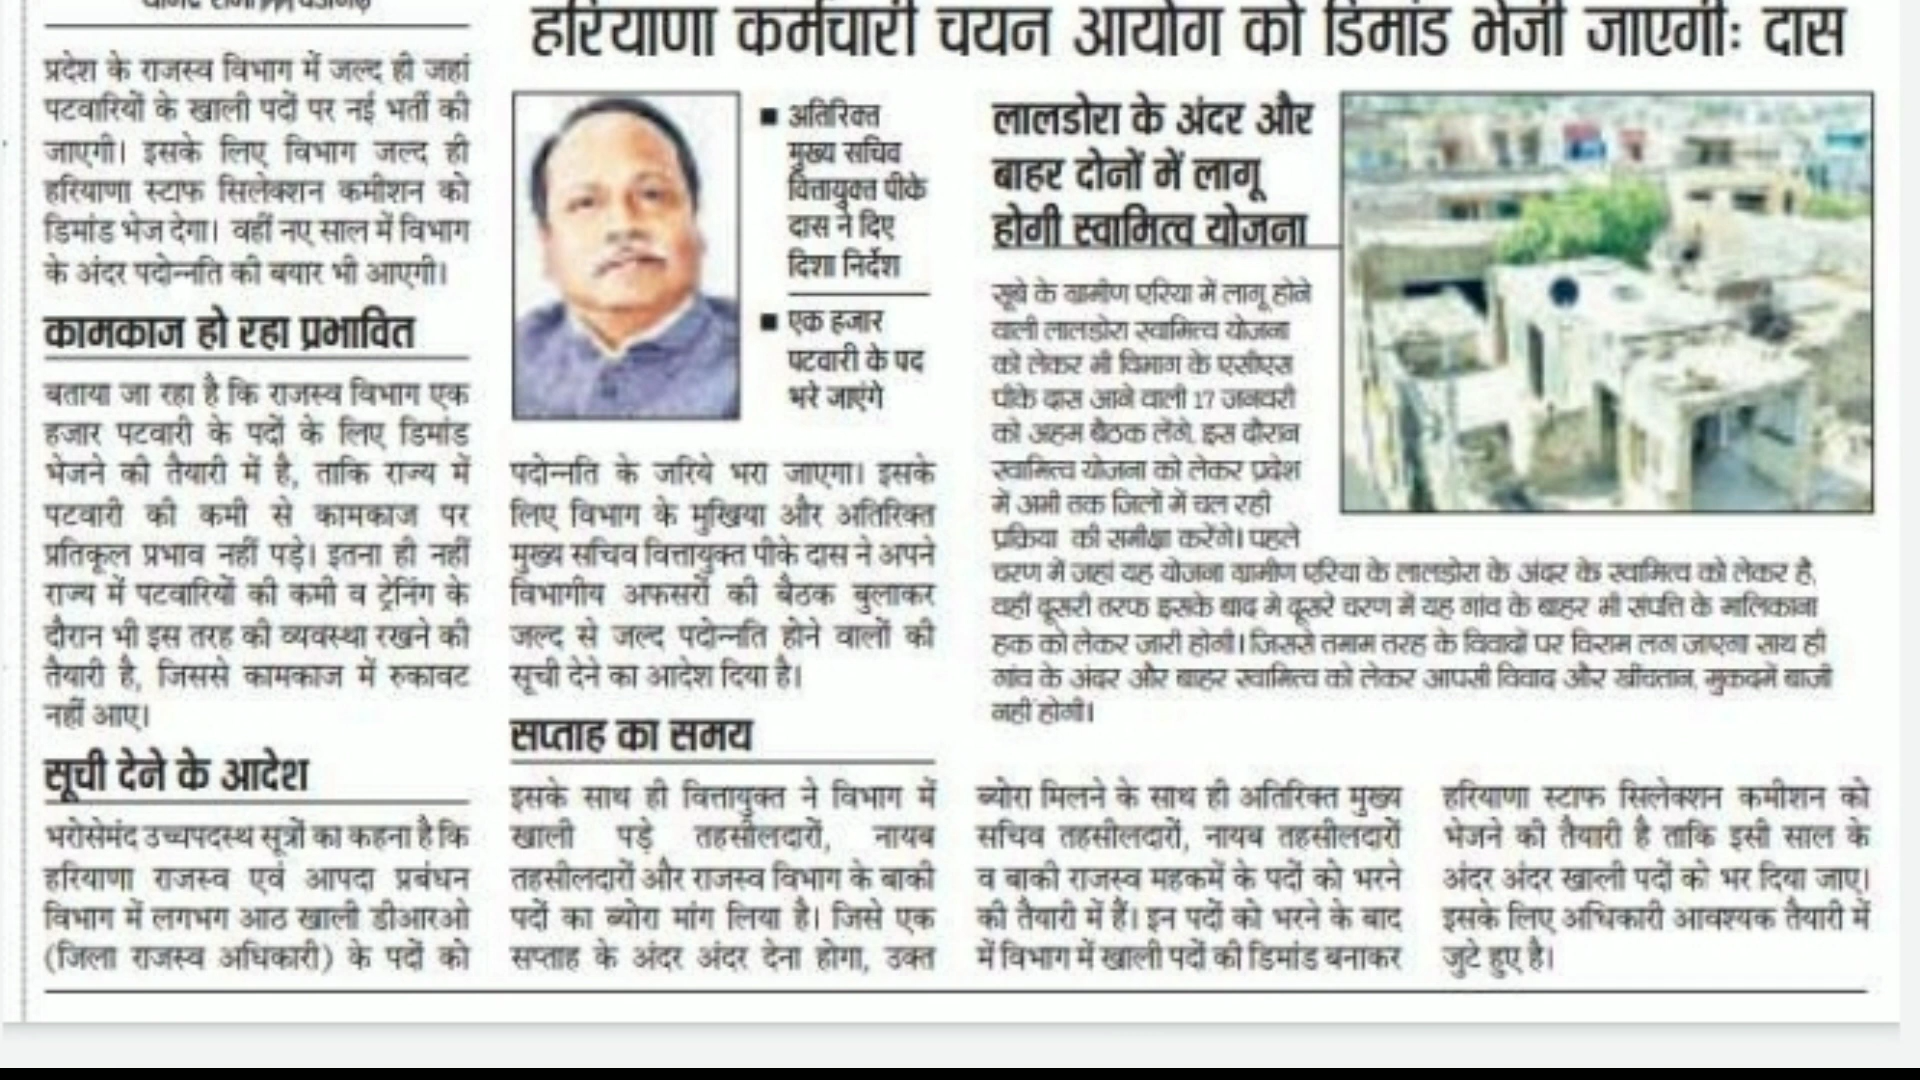 हरियाणा कर्मचारी चयन आयोग को डिमांड भेजी जाएगीः दास
प्रदेश के राजस्व विभाग में जल्द ही जहां
पटवारियों के खाली पदों पर नई भर्ती की
जाएगी। इसके लिए विभाग जल्द ही
हरियाणा स्टाफ सिलेक्शन कमीशन को
डिमांड भेज देगा। वहीं नए साल में विभाग
के अंदर पदोन्नति की बयार भी आएगी।
कामकाज हो रहा प्रभावित
बताया जा रहा है कि राजस्व विभाग एक
हजार पटवारी के पदों के लिए डिमांड
भेजने की तैयारी में है, ताकि राज्य में
पटवारी की कमी से कामकाज पर
प्रतिकूल प्रभाव नहीं पड़े। इतना ही नहीं
राज्य में पटवारियों की कमी व ट्रेनिंग के
दौरान भी इस तरह की व्यवस्था रखने की
तैयारी है, जिससे कामकाज में रुकावट
नहीं आए।
सूची देने के आदेश
भरोसेमंद उच्चपदस्थ सूत्रों का कहना है कि
हरियाणा राजस्व एवं आपदा प्रबंधन
विभाग में लगभग आठ खाली डीआरओ
(जिला राजस्व अधिकारी) के पदों को
■ अतिरिक्त
मुख्य सचिव
वित्तायुक्त पीके
दास ने दिए
दिशा निर्देश
■ एक हजार
पटवारी के पद
भरे जाएंगे
पदोन्नति के जरिये भरा जाएगा। इसके
लिए विभाग के मुखिया और अतिरिक्त
मुख्य सचिव वित्तायुक्त पीके दास ने अपने
विभागीय अफसरों की बैठक बुलाकर
जल्द से जल्द पदोन्नति होने वालों की
सूची देने का आदेश दिया है।
सप्ताह का समय
इसके साथ ही वित्तायुक्त ने विभाग में
खाली पड़े तहसीलदारों, नायब
तहसीलदारों और राजस्व विभाग के बाकी
पदों का ब्योरा मांग लिया है। जिसे एक
सप्ताह के अंदर अंदर देना होगा, उक्त
लालडोरा के अंदर और
बाहर दोनों में लागू
होगी स्वामित्व योजना
सूबे के ग्रामीण एरिया में लागू होने
वाली लालडोरा स्वामित्व योजना
को लेकर भी विभाग के एसीएस
पीके दास आने वाली 17 जनवरी
को अहम बैठक लेंगे. इस दौरान
स्वामित्व योजना को लेकर प्रदेश
में अभी तक जिलों में चल रही
प्रक्रिया की समीक्षा करेंगे। पहले
चरण में जहां यह योजना ग्रामीण एरिया के लालडोरा के अंदर के स्वामित्व को लेकर है,
वहीं दूसरी तरफ इसके बाद मे दूसरे चरण में यह गांव के बाहर भी संपत्ति के मालिकाना
हक को लेकर जारी होगी। जिससे तमाम तरह के विवादों पर विराम लग जाएगा साथ ही
गांव के अंदर और बाहर स्वामित्व को लेकर आपसी विवाद और खींचतान, मुकदमें बाजी
नहीं होगी।
ब्योरा मिलने के साथ ही अतिरिक्त मुख्य
सचिव तहसीलदारों, नायब तहसीलदारों
व बाकी राजस्व महकमें के पदों को भरने
की तैयारी में हैं। इन पदों को भरने के बाद
में विभाग में खाली पदों की डिमांड बनाकर
हरियाणा स्टाफ सिलेक्शन कमीशन को
भेजने की तैयारी है ताकि इसी साल के
अंदर अंदर खाली पदों को भर दिया जाए।
इसके लिए अधिकारी आवश्यक तैयारी में
जुटे हुए है।